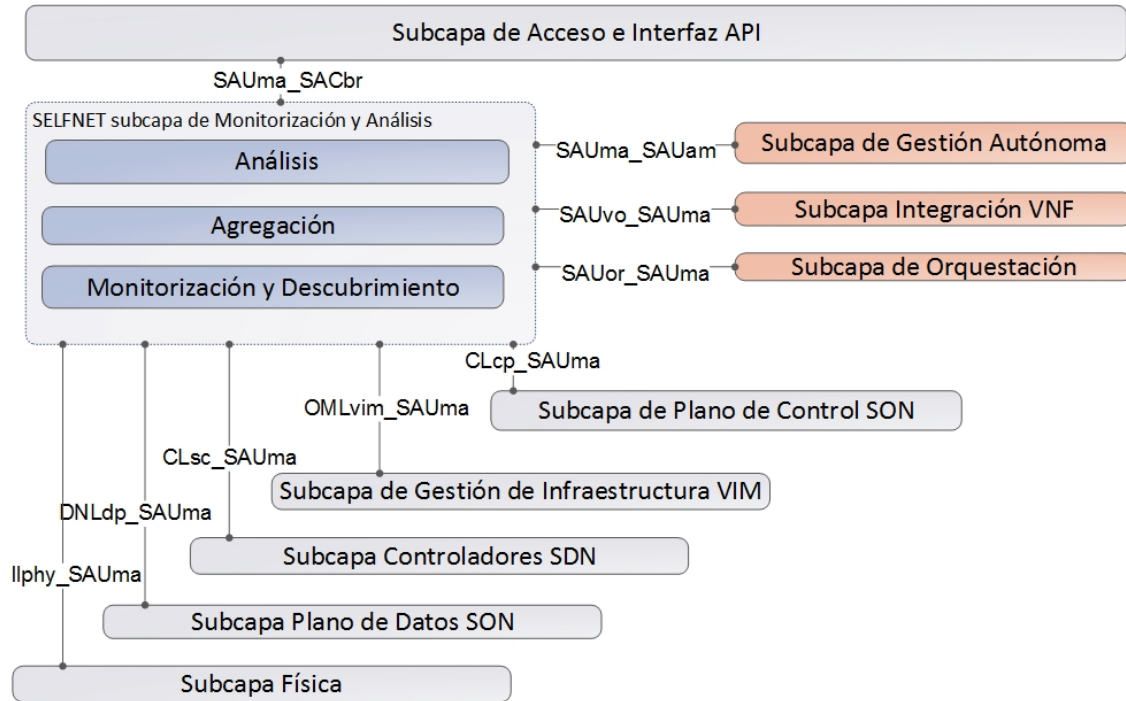 Subcapa de Acceso e Interfaz API
SAUma_SACbr
SELFNET subcapa de Monitorización y Análisis
Análisis
Agregación
Monitorización y Descubrimiento
SAUma_SAUam
Subcapa de Gestión Autónoma
SAUvo_SAUma
Subcapa Integración VNF
SAUor_SAUma
Subcapa de Orquestación
CLcp_SAUma
Subcapa de Plano de Control SON
OMLvim_SAUma
Subcapa de Gestión de Infraestructura VIM
CLsc_SAUma
Subcapa Controladores SDN
DNLdp_SAUma
Subcapa Plano de Datos SON
Ilphy_SAUma
Subcapa Física